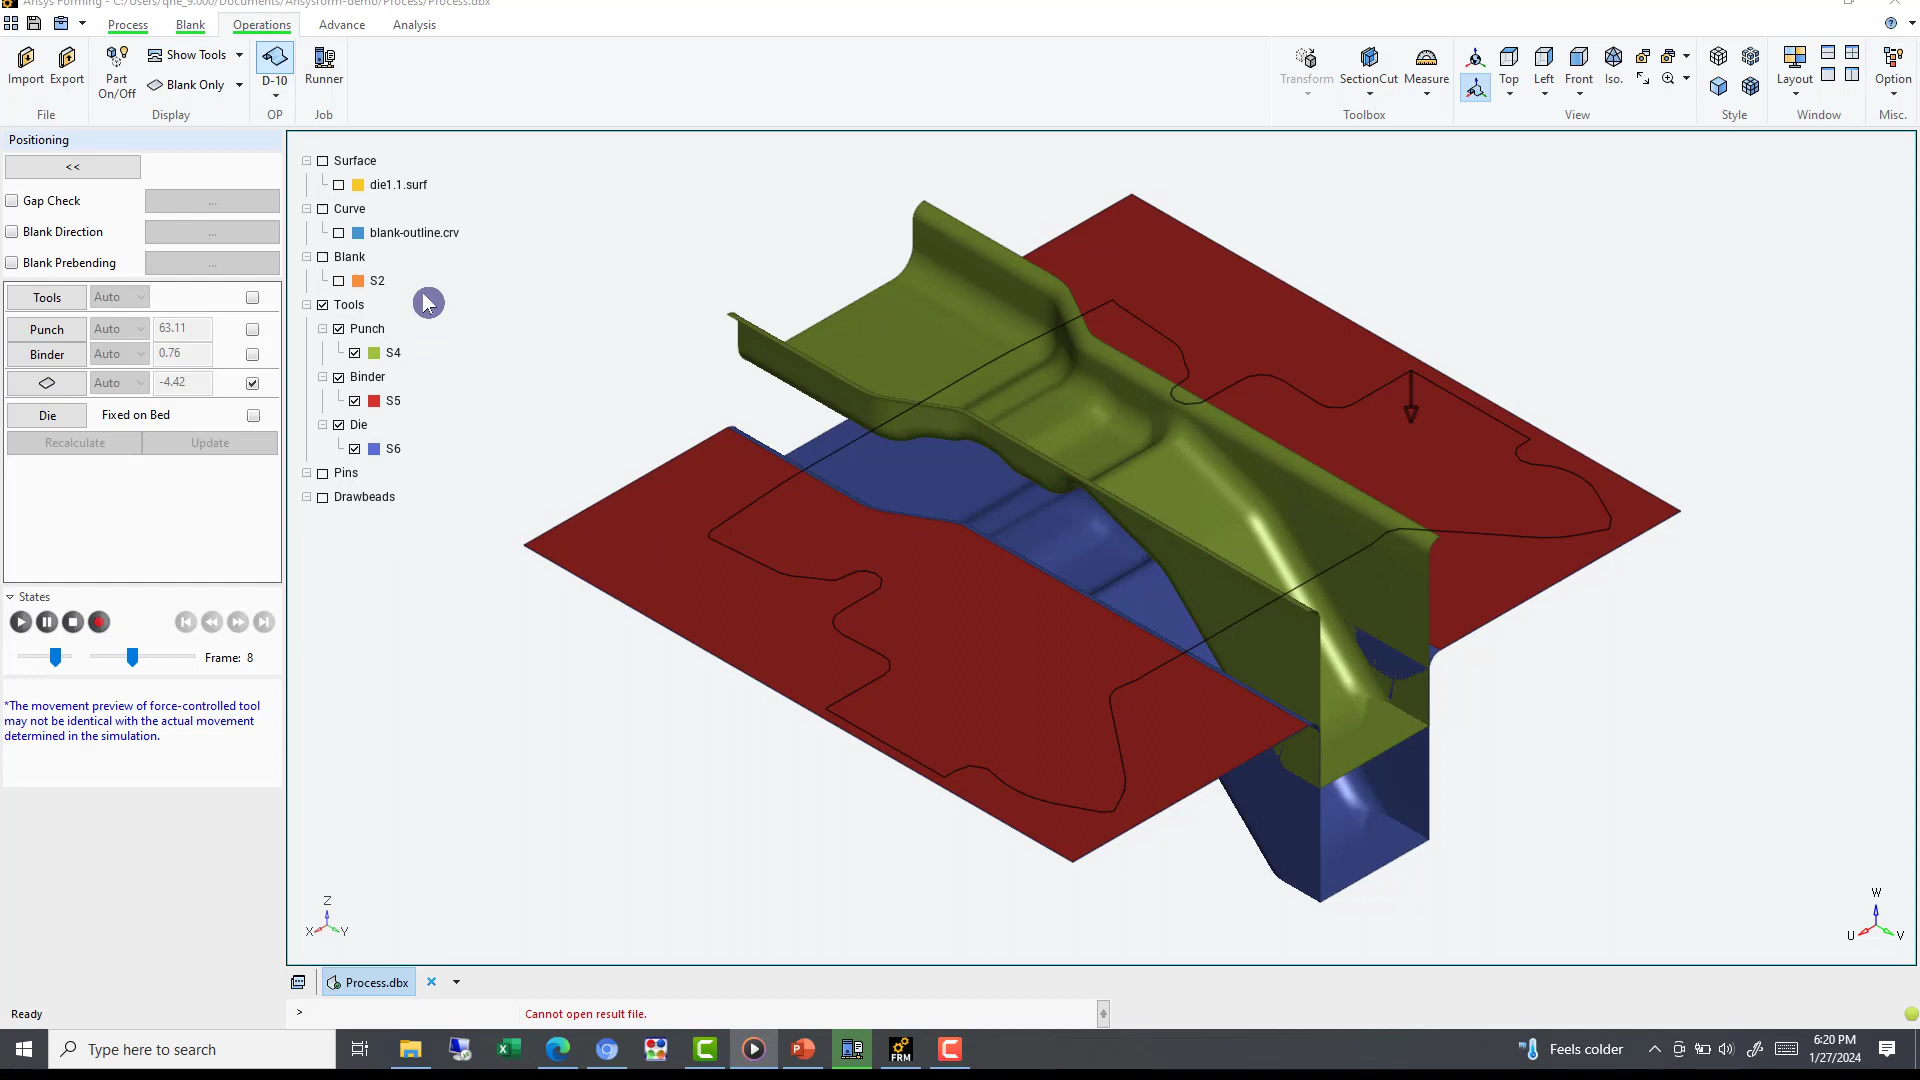 Ansys Forming - C:/Users/qhe_9.000/Documents/Ansysform-demo/Process/Process.dbx
Process
Blank
Operations
Advance
Analysis
Import
Export
Part
On/Off
Show Tools
Blank Only
D-10
Runner
Transform
SectionCut
Measure
Top
Left
Front
Iso.
Layout
Option
File
Display
OP
Job
Toolbox
View
Style
Window
Misc.
Positioning
<<
Gap Check
...
Blank Direction
...
Blank Prebending
...
Tools
Auto
Punch
Auto
63.11
Binder
Auto
0.76
Auto
-4.42
Die
Fixed on Bed
Recalculate
Update
States
Frame: 8
*The movement preview of force-controlled tool
may not be identical with the actual movement
determined in the simulation.
Surface
die1.1.surf
Curve
blank-outline.crv
Blank
S2
Tools
Punch
S4
Binder
S5
Die
S6
Pins
Drawbeads
Z
X
Y
W
U
V
Process.dbx
Ready
>
Cannot open result file.
Type here to search
FRM
Feels colder
6:20 PM
1/27/2024